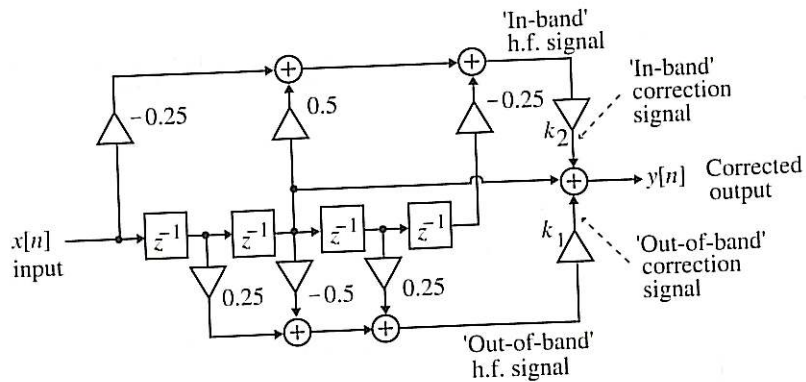 'In-band'
h.f. signal
'In-band'
correction
signal
−0.25
0.5
−0.25
k2
y[n] Corrected
output
x[n]
input
z−1
z−1
z−1
z−1
k1
'Out-of-band'
correction
signal
0.25
−0.5
0.25
'Out-of-band'
h.f. signal